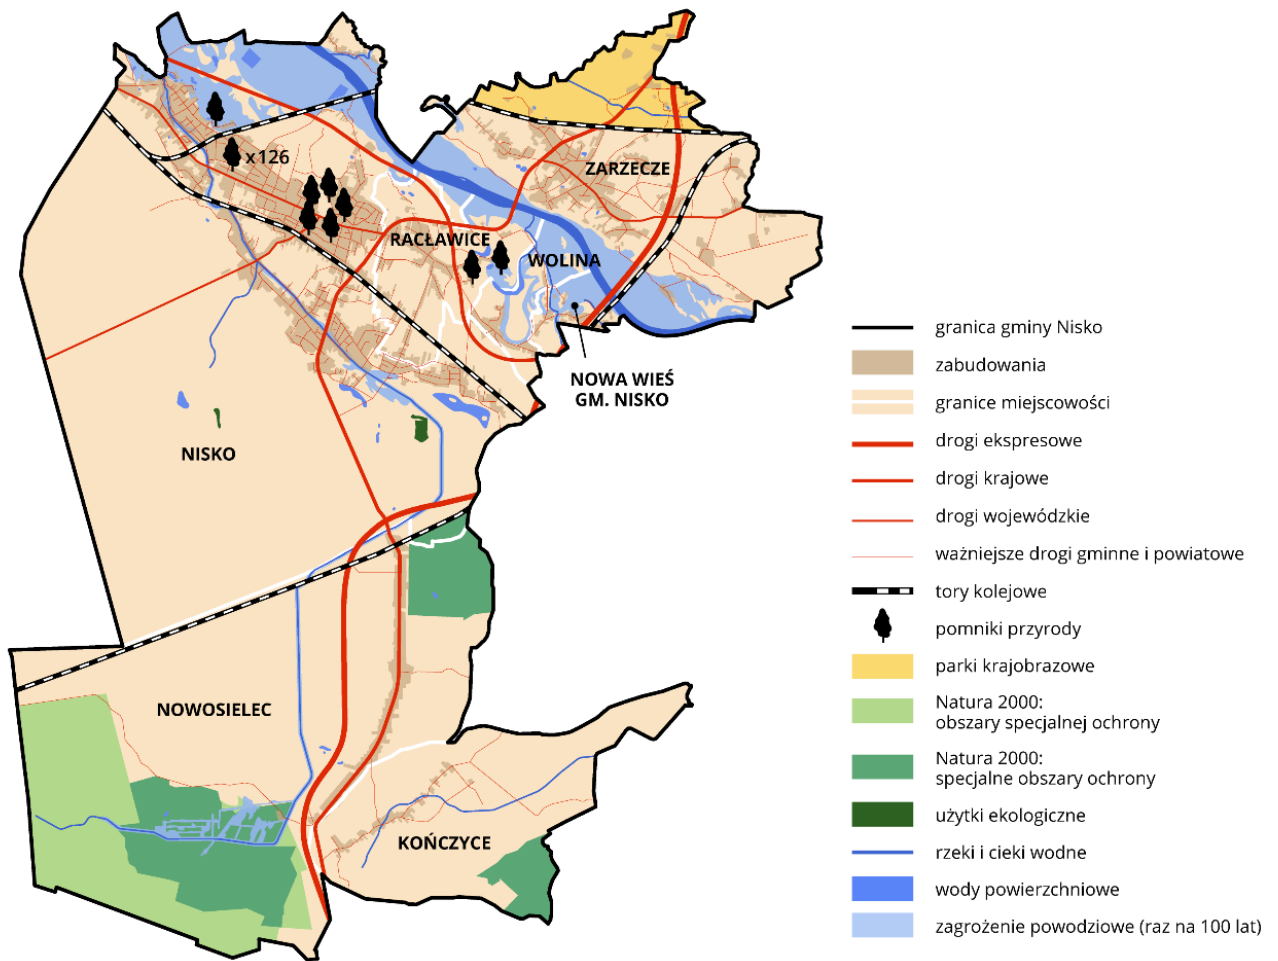 x126
ZARZECZE
RACŁAWICE
WOLINA
NOWA WIEŚ
GM. NISKO
NISKO
NOWOSIELEC
KOŃCZYCE
granica gminy Nisko
zabudowania
granice miejscowości
drogi ekspresowe
drogi krajowe
drogi wojewódzkie
ważniejsze drogi gminne i powiatowe
tory kolejowe
pomniki przyrody
parki krajobrazowe
Natura 2000:
obszary specjalnej ochrony
Natura 2000:
specjalne obszary ochrony
użytki ekologiczne
rzeki i cieki wodne
wody powierzchniowe
zagrożenie powodziowe (raz na 100 lat)